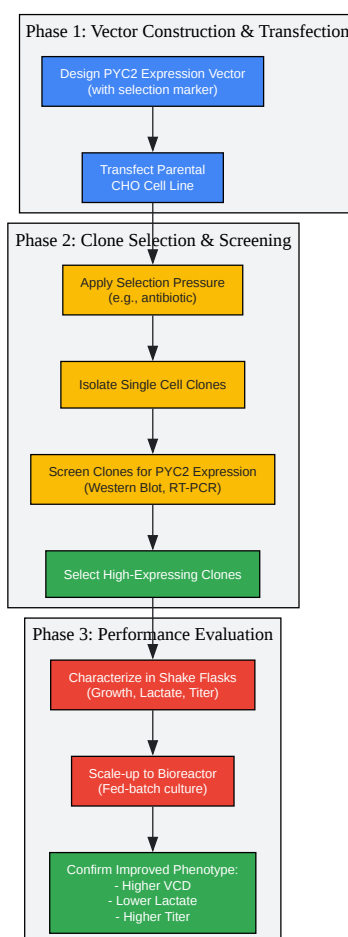 Phase 1: Vector Construction & Transfection
Design PYC2 Expression Vector
(with selection marker)
Transfect Parental
CHO Cell Line
Phase 2: Clone Selection & Screening
Apply Selection Pressure
(e.g., antibiotic)
Isolate Single Cell Clones
Screen Clones for PYC2 Expression
(Western Blot, RT-PCR)
Select High-Expressing Clones
Phase 3: Performance Evaluation
Characterize in Shake Flasks
(Growth, Lactate, Titer)
Scale-up to Bioreactor
(Fed-batch culture)
Confirm Improved Phenotype:
- Higher VCD
- Lower Lactate
- Higher Titer